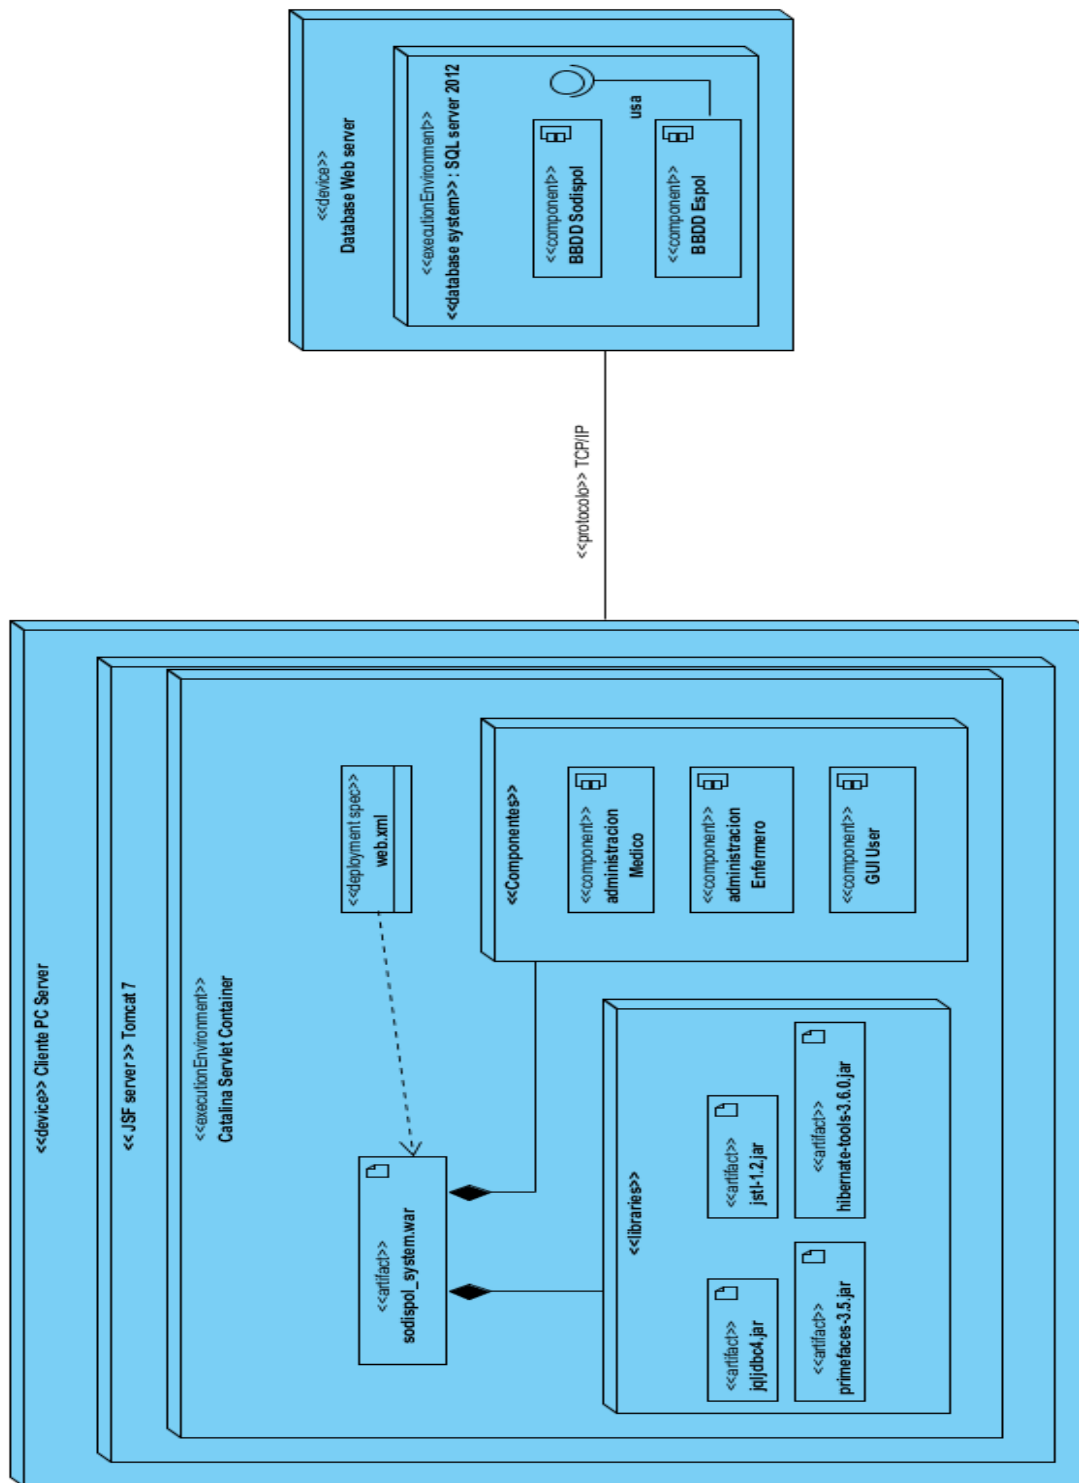 <<device>> Cliente PC Server
<< JSF server>> Tomcat 7
<<executionEnvironment>>
Catalina Servlet Container
<<artifact>>
sodispol_system.war
<<deployment spec>>
web.xml
<<libraries>>
<<artifact>>
jqljdbc4.jar
<<artifact>>
jstl-1.2.jar
<<artifact>>
primefaces-3.5.jar
<<artifact>>
hibernate-tools-3.6.0.jar
<<Componentes>>
<<component>>
administracion
Medico
<<component>>
administracion
Enfermero
<<component>>
GUI User
<<protocolo>> TCP/IP
<<device>>
Database Web server
<<executionEnvironment>>
<<database system>> : SQL server 2012
<<component>>
BBDD Sodispol
usa
<<component>>
BBDD Espol